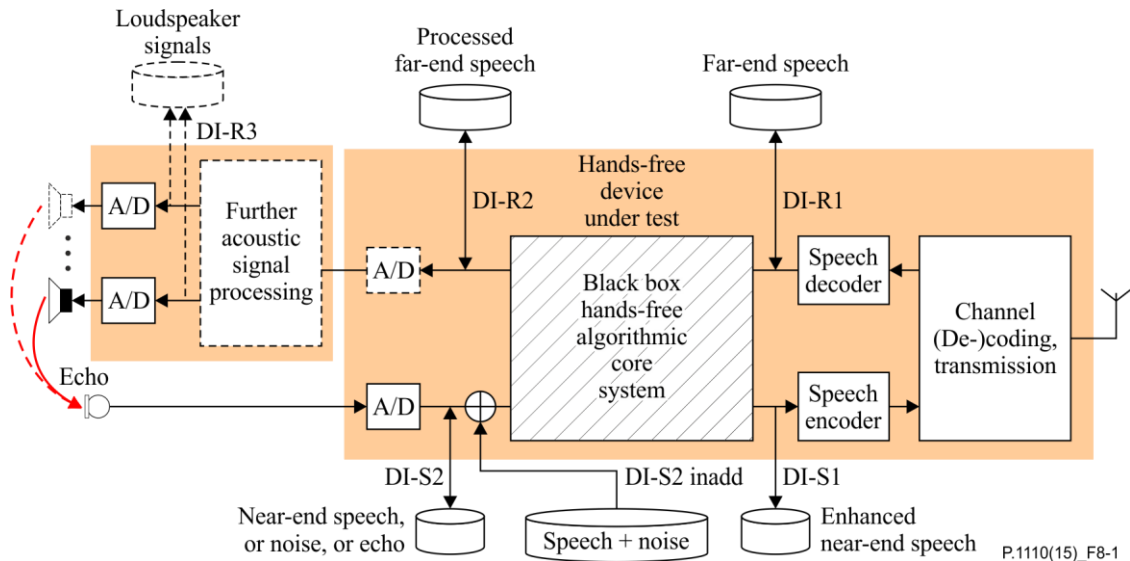 Loudspeaker
signals
Processed
far-end speech
Far-end speech
DI-R3
Hands-free
device
under test
DI-R2
DI-R1
A/D
A/D
Further
acoustic
signal
processing
A/D
Black box
hands-free
algorithmic
core
system
Speech
decoder
Channel
(De-)coding,
transmission
Echo
A/D
Speech
encoder
DI-S2
DI-S2 inadd
DI-S1
Near-end speech,
or noise, or echo
Speech + noise
Enhanced
near-end speech
P.1110(15)_F8-1